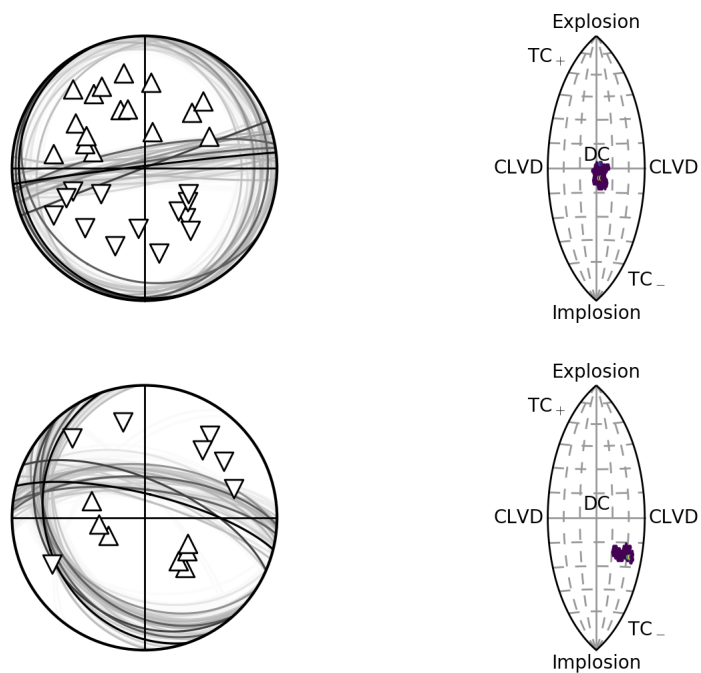 Explosion
TC +
DC
CLVD CLVD
TC −
Implosion
Explosion
TC +
DC
CLVD CLVD
TC −
Implosion